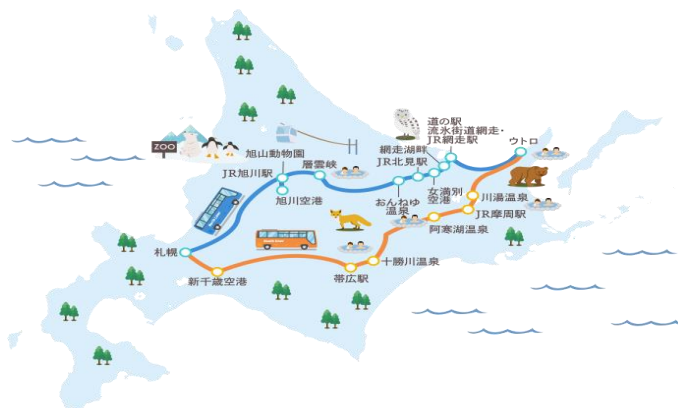 道の駅
流氷街道網走・
JR網走駅
網走湖畔
ウトロ
ZOO
旭山動物園
層雲峡
JR北見駅
JR旭川駅
旭川空港
おんねゆ
温泉
女満別
空港
川湯温泉
JR摩周駅
阿寒湖温泉
札幌
新千歳空港
帯広駅
十勝川温泉